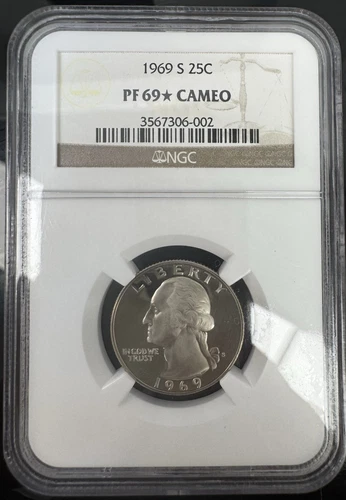 1969 S 25C
PF 69★ CAMEO
3567306-002
NGC
LIBERTY
IN GOD WE
TRUST
S
1969